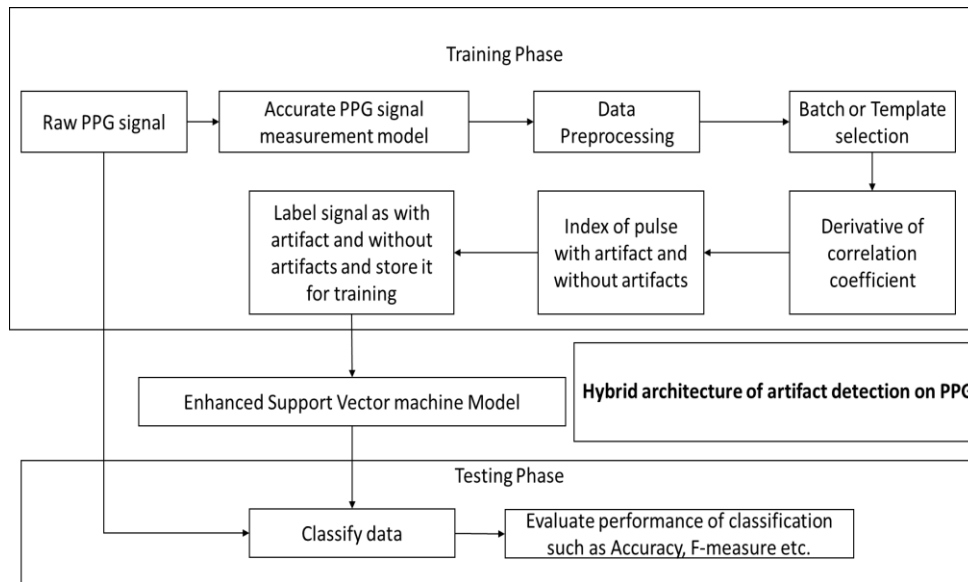 Training Phase
Raw PPG signal
Accurate PPG signal
measurement model
Data
Preprocessing
Batch or Template
selection
Label signal as with
artifact and without
artifacts and store it
for training
Index of pulse
with artifact and
without artifacts
Derivative of
correlation
coefficient
Enhanced Support Vector machine Model
Hybrid architecture of artifact detection on PPG
Testing Phase
Classify data
Evaluate performance of classification
such as Accuracy, F-measure etc.